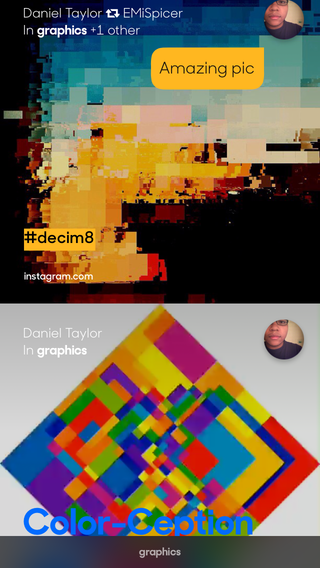 Daniel Taylor EMiSpicer
In graphics +1 other
Amazing pic
#decim8
instagram.com
Daniel Taylor
In graphics
Color-Ception
graphics